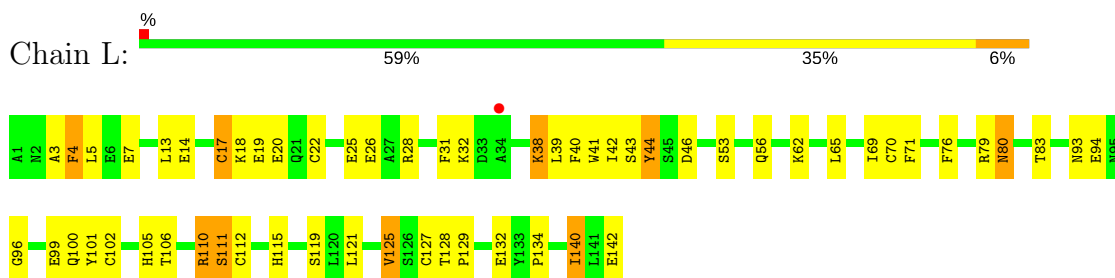 %
Chain L:
59% 35% 6%
A1 N2 A3 F4 L5 E6 E7 L13 E14 C17 K18 E19 E20 Q21 C22 E25 E26 A27 R28 F31 K32 D33 A34 K38 L39 F40 W41 I42 S43 Y44 S45 D46 S53 Q56 K62 L65 I69 C70 F71 F76 R79 N80 T83 N93 E94 N95
G96 E99 Q100 Y101 C102 H105 T106 R110 S111 C112 H115 S119 L120 L121 V125 S126 C127 T128 P129 E132 Y133 P134 I140 L141 E142